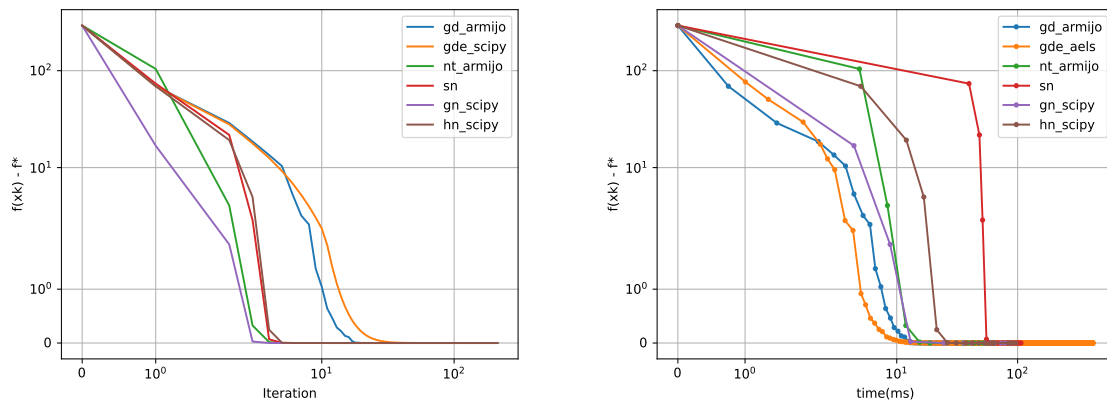 10²
10¹
10⁰
0
f(xk) - f*
0
10⁰
10¹
10²
Iteration
gd_armijo
gde_scipy
nt_armijo
sn
gn_scipy
hn_scipy
10²
10¹
10⁰
0
f(xk) - f*
0
10⁰
10¹
10²
time(ms)
gd_armijo
gde_aels
nt_armijo
sn
gn_scipy
hn_scipy